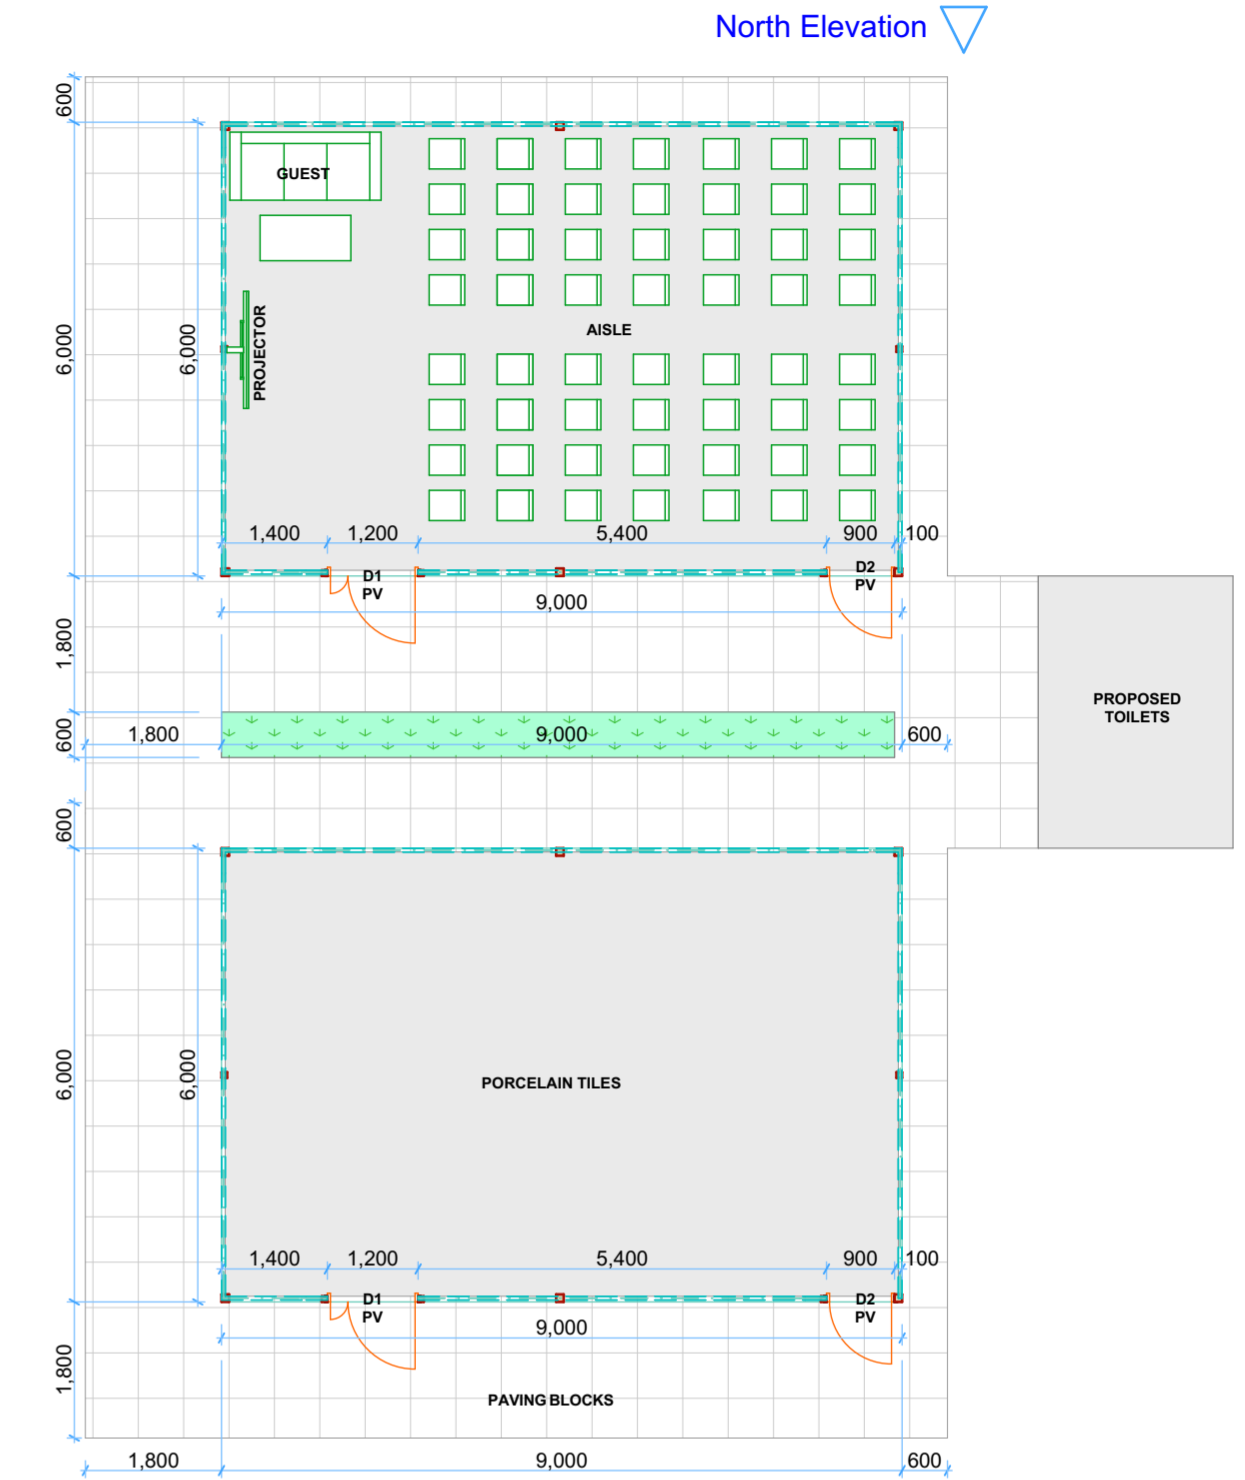 North Elevation
600
GUEST
6,000
6,000
PROJECTOR
AISLE
1,400
1,200
5,400
900
100
D1
PV
D2
PV
9,000
1,800
PROPOSED
TOILETS
600
1,800
9,000
600
600
6,000
6,000
PORCELAIN TILES
1,400
1,200
5,400
900
100
D1
PV
D2
PV
9,000
1,800
PAVING BLOCKS
1,800
9,000
600